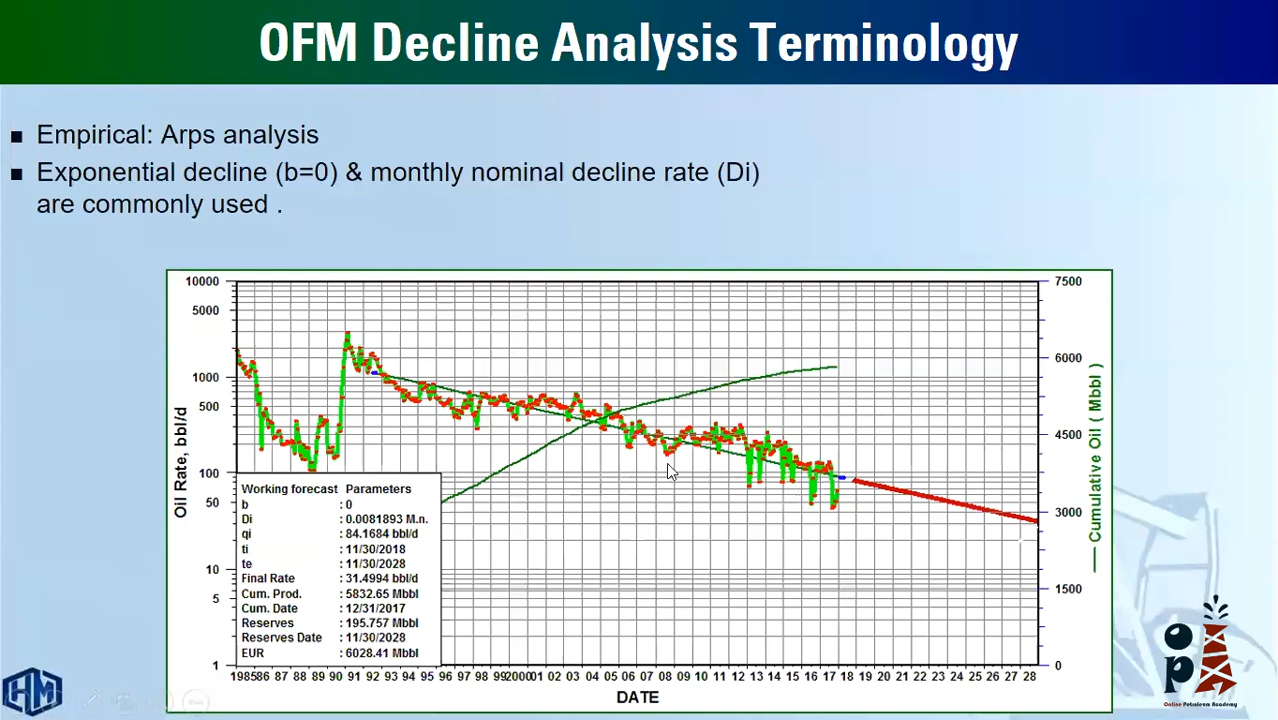 OFM Decline Analysis Terminology
Empirical: Arps analysis
Exponential decline (b=0) & monthly nominal decline rate (Di)
are commonly used .
10000
5000
1000
500
100
50
10
5
1
Oil Rate, bbl/d
7500
6000
4500
3000
1500
0
Cumulative Oil ( Mbbl )
Working forecast Parameters
b : 0
Di : 0.0081893 M.n.
qi : 84.1684 bbl/d
ti : 11/30/2018
te : 11/30/2028
Final Rate : 31.4994 bbl/d
Cum. Prod. : 5832.65 Mbbl
Cum. Date : 12/31/2017
Reserves : 195.757 Mbbl
Reserves Date : 11/30/2028
EUR : 6028.41 Mbbl
1985 86 87 88 89 90 91 92 93 94 95 96 97 98 99 2000 01 02 03 04 05 06 07 08 09 10 11 12 13 14 15 16 17 18 19 20 21 22 23 24 25 26 27 28
DATE
HM
op
Online Petroleum Academy